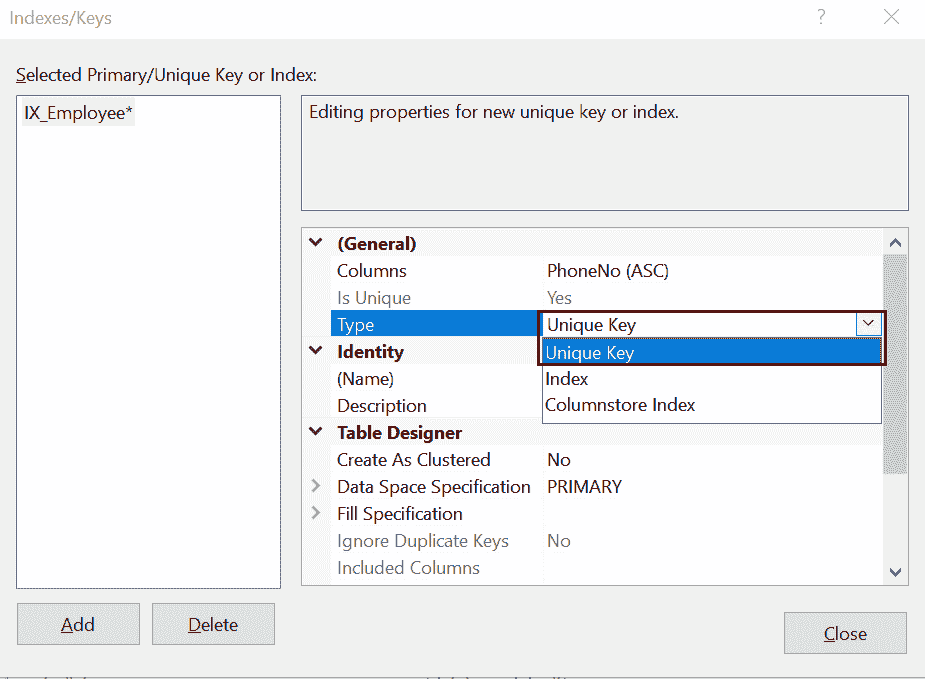 Indexes/Keys ?
Selected Primary/Unique Key or Index:
IX_Employee*
Editing properties for new unique key or index.
(General)
Columns PhoneNo (ASC)
Is Unique Yes
Type Unique Key
Unique Key
Identity
(Name) Index
Description Columnstore Index
Table Designer
Create As Clustered No
Data Space Specification PRIMARY
Fill Specification
Ignore Duplicate Keys No
Included Columns
Add Delete
Close